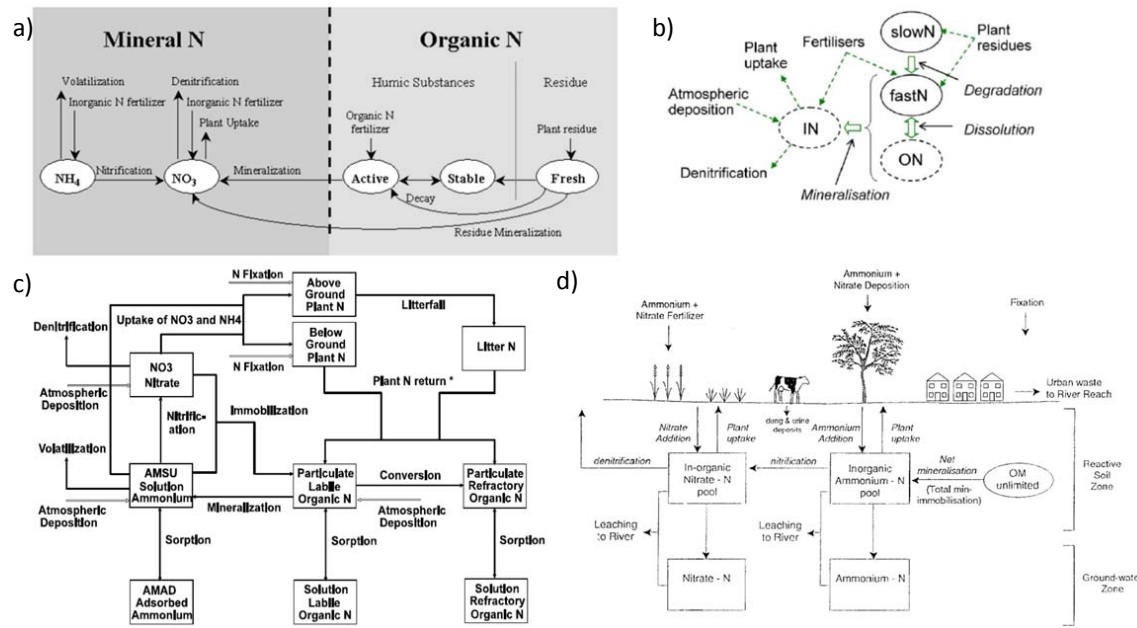 a)
Mineral N
Organic N
Volatilization
Inorganic N fertilizer
Denitrification
Inorganic N fertilizer
Plant Uptake
Humic Substances
Residue
Organic N
fertilizer
Plant residue
NH4
Nitrification
NO3
Mineralization
Active
Stable
Fresh
Decay
Residue Mineralization
b)
slowN
Plant
residues
Fertilisers
Plant
uptake
Atmospheric
deposition
fastN
Degradation
IN
Dissolution
ON
Denitrification
Mineralisation
c)
N Fixation
Above
Ground
Plant N
Litterfall
Uptake of NO3 and NH4
Denitrification
Below
Ground
Plant N
Litter N
NO3
Nitrate
N Fixation
Atmospheric
Deposition
Plant N return *
Nitrific-
ation
Immobilization
Volatilization
AMSU
Solution
Ammonium
Particulate
Labile
Organic N
Conversion
Particulate
Refractory
Organic N
Mineralization
Atmospheric
Deposition
Atmospheric
Deposition
Sorption
Sorption
Sorption
AMAD
Adsorbed
Ammonium
Solution
Labile
Organic N
Solution
Refractory
Organic N
d)
Ammonium +
Nitrate Deposition
Ammonium +
Nitrate Fertilizer
Fixation
Urban waste
to River Reach
dung & urine
deposits
Nitrate
Addition
Plant
uptake
Ammonium
Addition
Plant
uptake
denitrification
In-organic
Nitrate - N
pool
nitrification
Inorganic
Ammonium - N
pool
Net
mineralisation
(Total min-
immobilisation)
OM
unlimited
Reactive
Soil
Zone
Leaching
to River
Leaching
to River
Nitrate - N
Ammonium - N
Ground-water
Zone